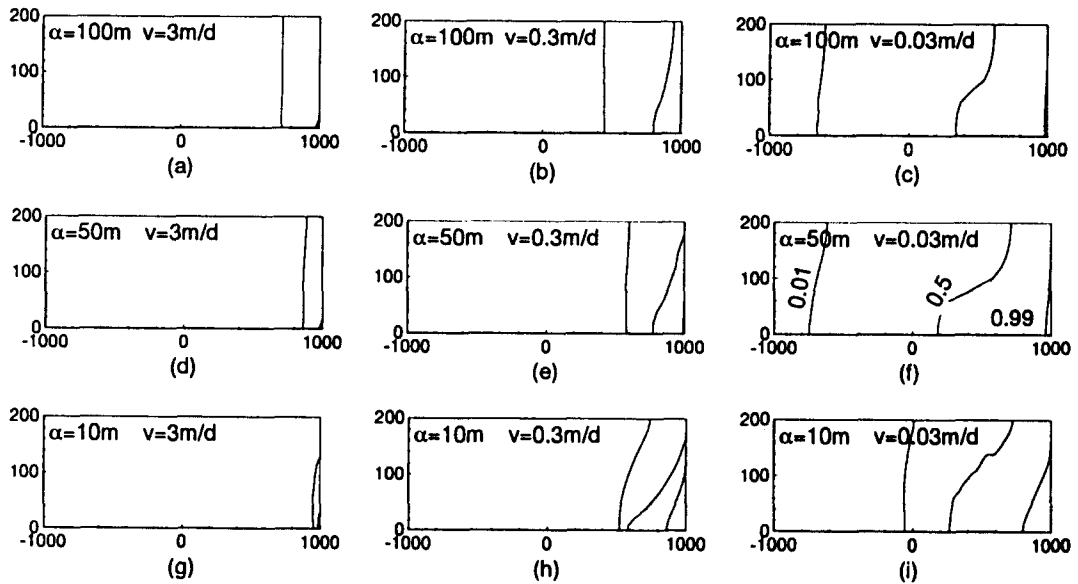 200
100
0
α=100m v=3m/d
-1000 0 1000
(a)
200
100
0
α=100m v=0.3m/d
-1000 0 1000
(b)
200
100
0
α=100m v=0.03m/d
-1000 0 1000
(c)
200
100
0
α=50m v=3m/d
-1000 0 1000
(d)
200
100
0
α=50m v=0.3m/d
-1000 0 1000
(e)
200
100
0
α=50m v=0.03m/d
0.01
0.5
0.99
-1000 0 1000
(f)
200
100
0
α=10m v=3m/d
-1000 0 1000
(g)
200
100
0
α=10m v=0.3m/d
-1000 0 1000
(h)
200
100
0
α=10m v=0.03m/d
-1000 0 1000
(i)